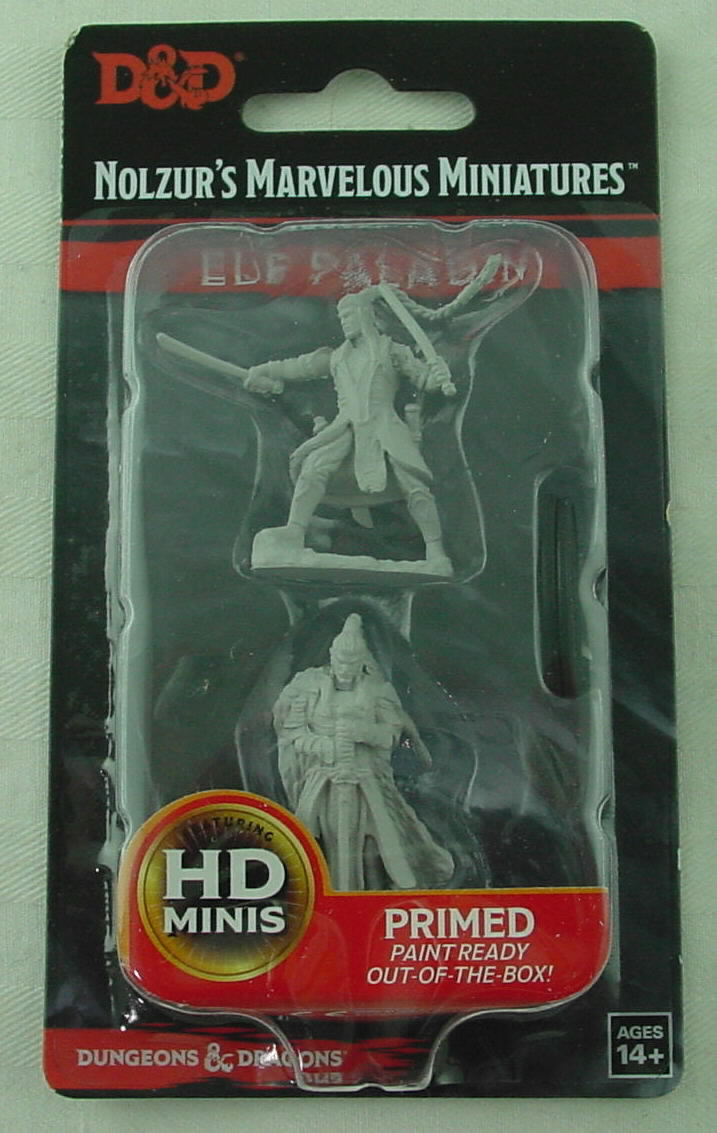 D&D®
NOLZUR'S MARVELOUS MINIATURES™
ELF PALADIN
HD
MINIS
PRIMED
PAINT READY
OUT-OF-THE-BOX!
DUNGEONS & DRAGONS
AGES
14+